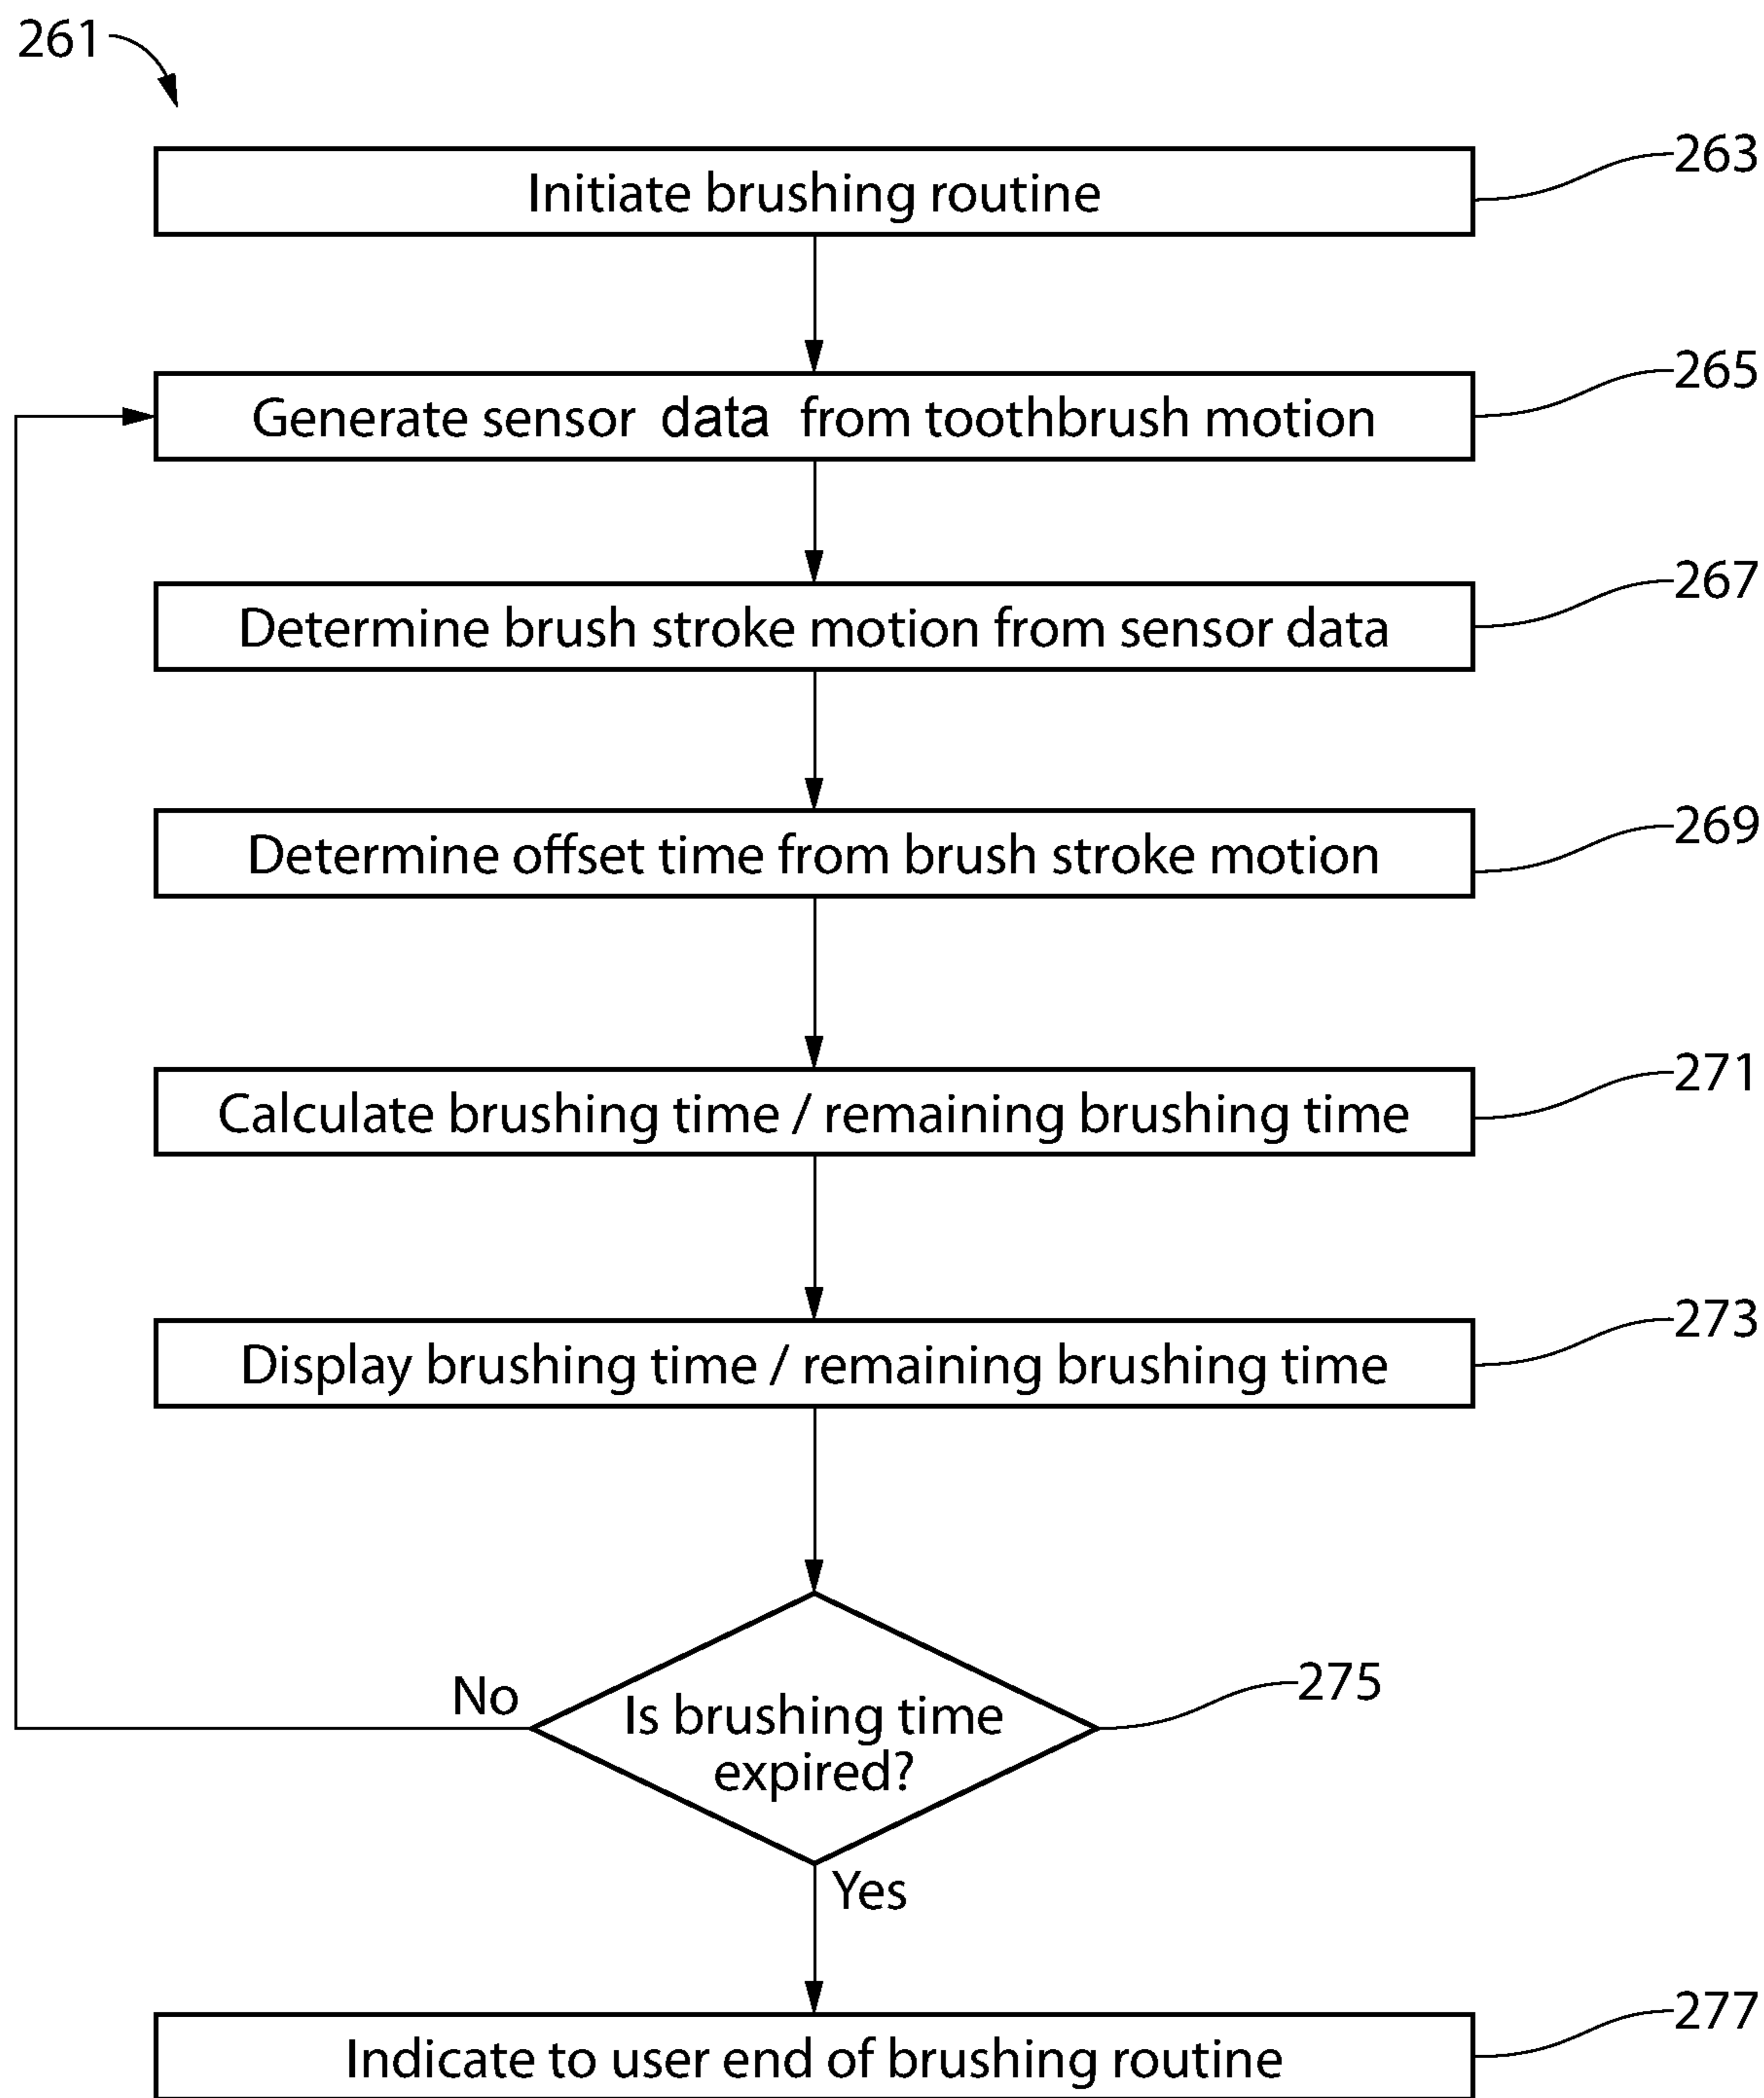 261
263
Initiate brushing routine
265
Generate sensor data from toothbrush motion
267
Determine brush stroke motion from sensor data
269
Determine offset time from brush stroke motion
271
Calculate brushing time / remaining brushing time
273
Display brushing time / remaining brushing time
No
275
Is brushing time
expired?
Yes
277
Indicate to user end of brushing routine